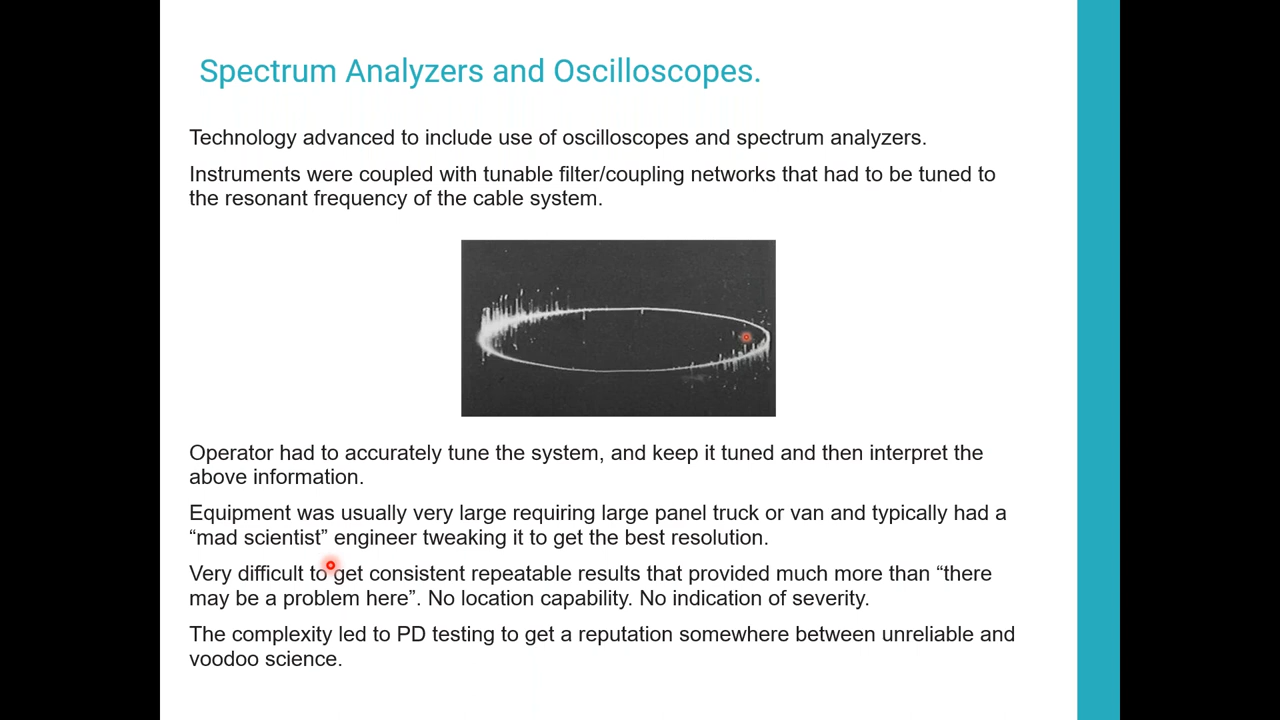 Spectrum Analyzers and Oscilloscopes.
Technology advanced to include use of oscilloscopes and spectrum analyzers.
Instruments were coupled with tunable filter/coupling networks that had to be tuned to
the resonant frequency of the cable system.
Operator had to accurately tune the system, and keep it tuned and then interpret the
above information.
Equipment was usually very large requiring large panel truck or van and typically had a
“mad scientist” engineer tweaking it to get the best resolution.
Very difficult to get consistent repeatable results that provided much more than “there
may be a problem here”. No location capability. No indication of severity.
The complexity led to PD testing to get a reputation somewhere between unreliable and
voodoo science.